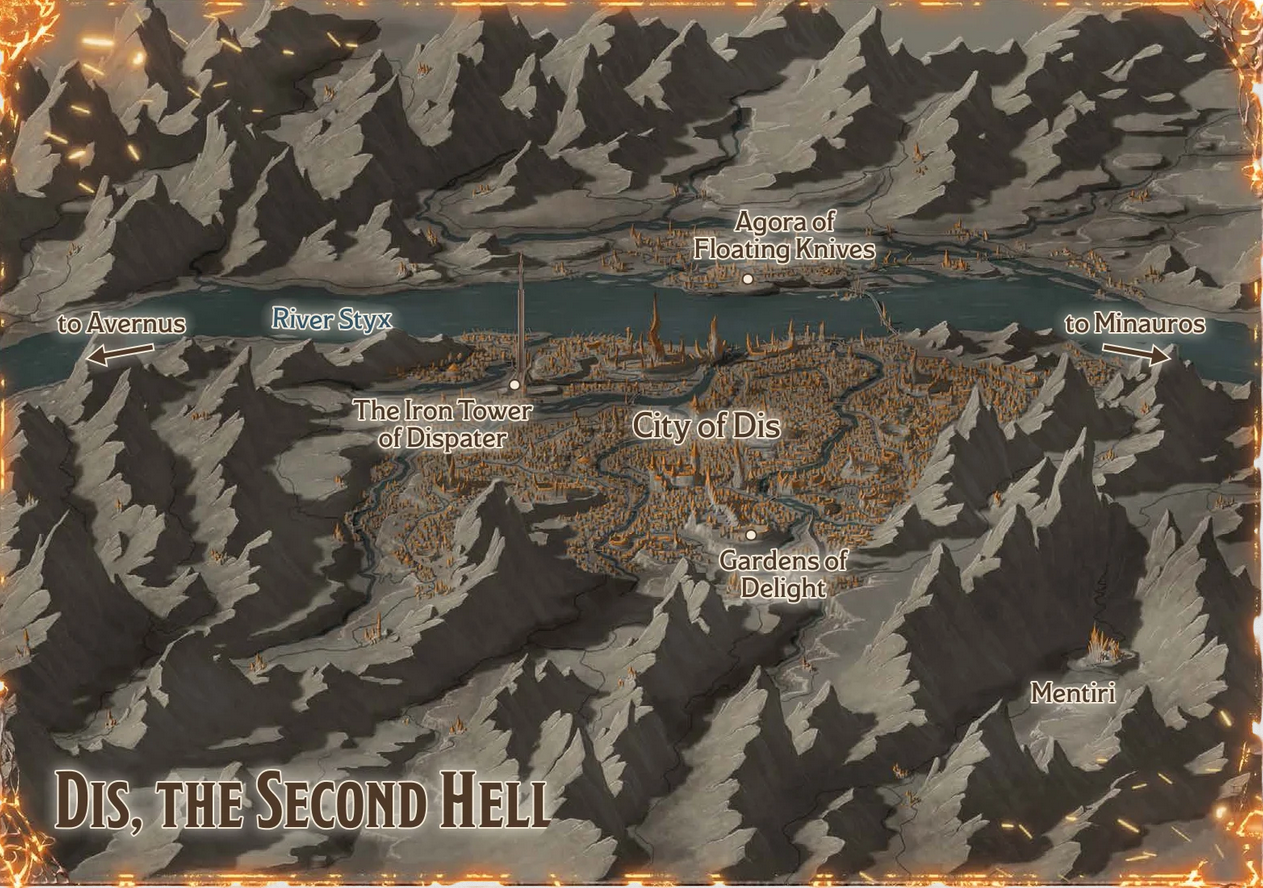 Agora of
Floating Knives
to Avernus
River Styx
to Minauros
The Iron Tower
of Dispater
City of Dis
Gardens of
Delight
Mentiri
Dis, the Second Hell